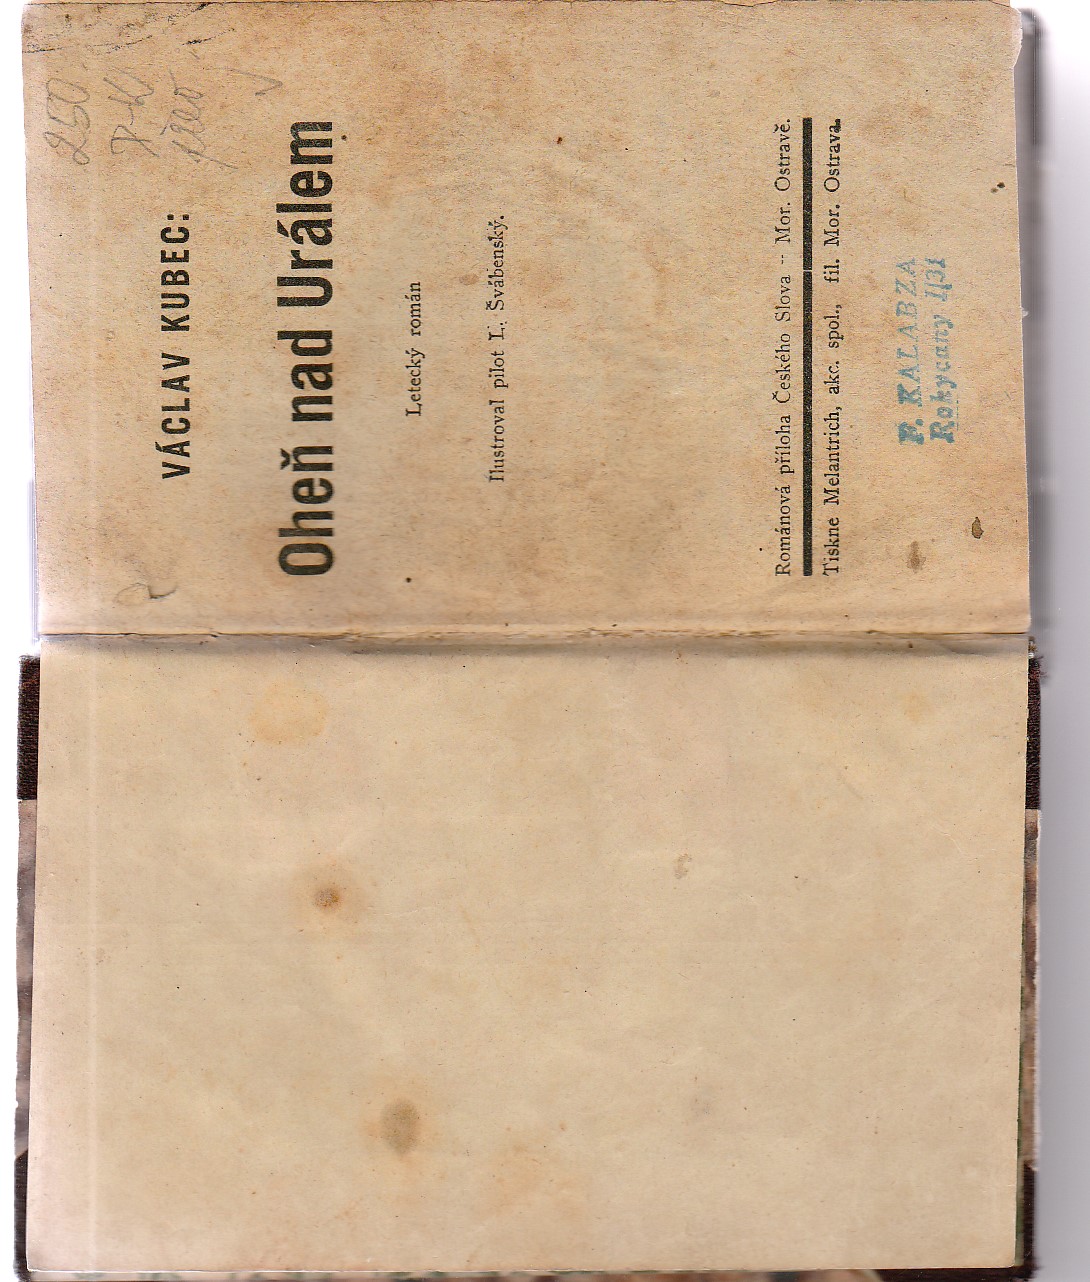 250
VÁCLAV KUBEC:
Oheň nad Urálem
Letecký román
Ilustroval pilot L. Švábenský.
Románová příloha Českého Slova -- Mor. Ostravě.
Tiskne Melantrich, akc. spol., fil. Mor. Ostrava.
F. KALABZA
Rokycany I/31